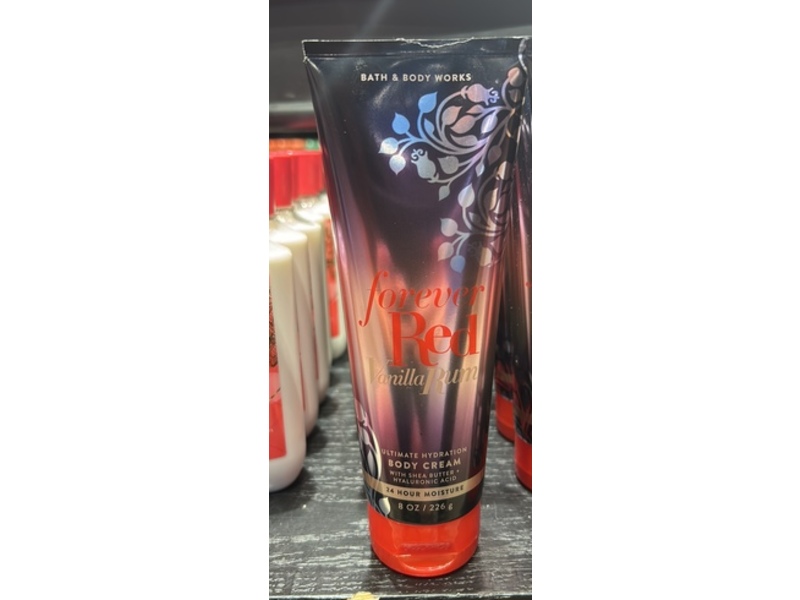 BATH & BODY WORKS
forever
Red
Vanilla Rum
ULTIMATE HYDRATION
BODY CREAM
WITH SHEA BUTTER +
HYALURONIC ACID
24 HOUR MOISTURE
8 OZ / 226 g